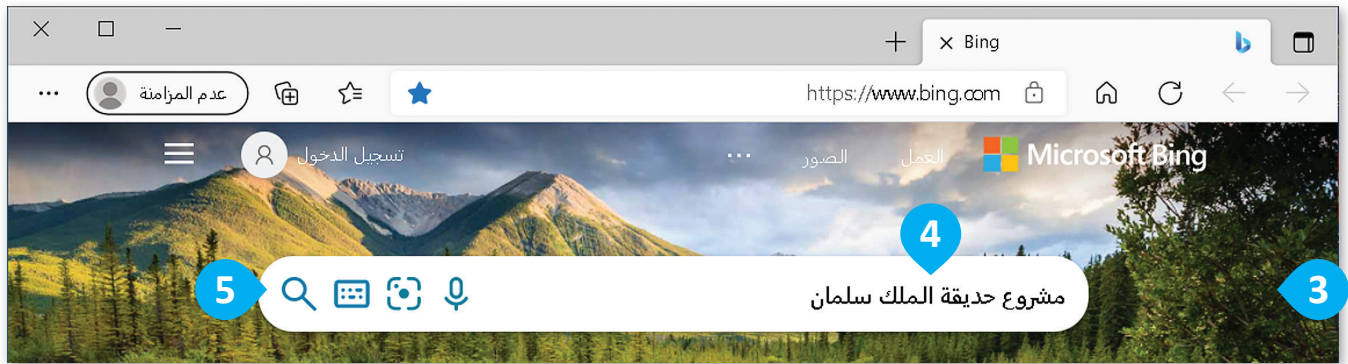 Bing
https://www.bing.com
عدم المزامنة
Microsoft Bing
العمل
الصور
...
تسجيل الدخول
4
3
مشروع حديقة الملك سلمان
5